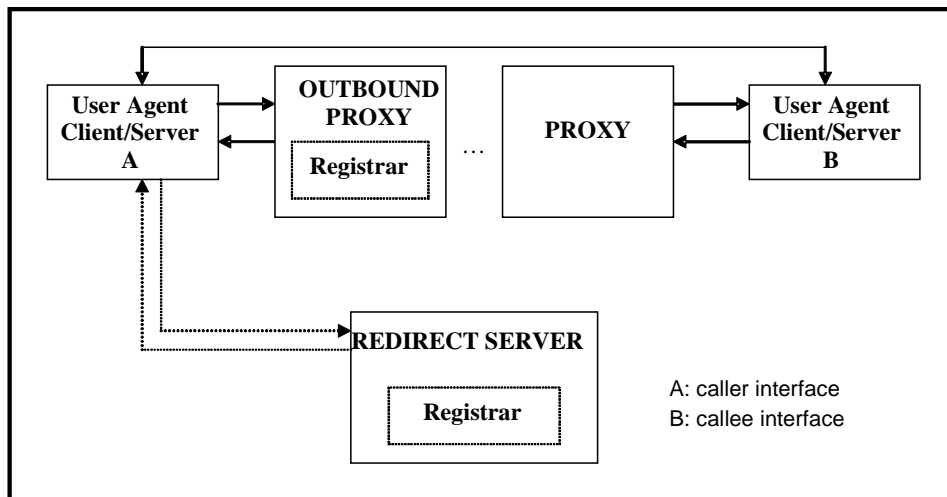 User Agent
Client/Server
A
OUTBOUND
PROXY
Registrar
...
PROXY
User Agent
Client/Server
B
REDIRECT SERVER
Registrar
A: caller interface
B: callee interface